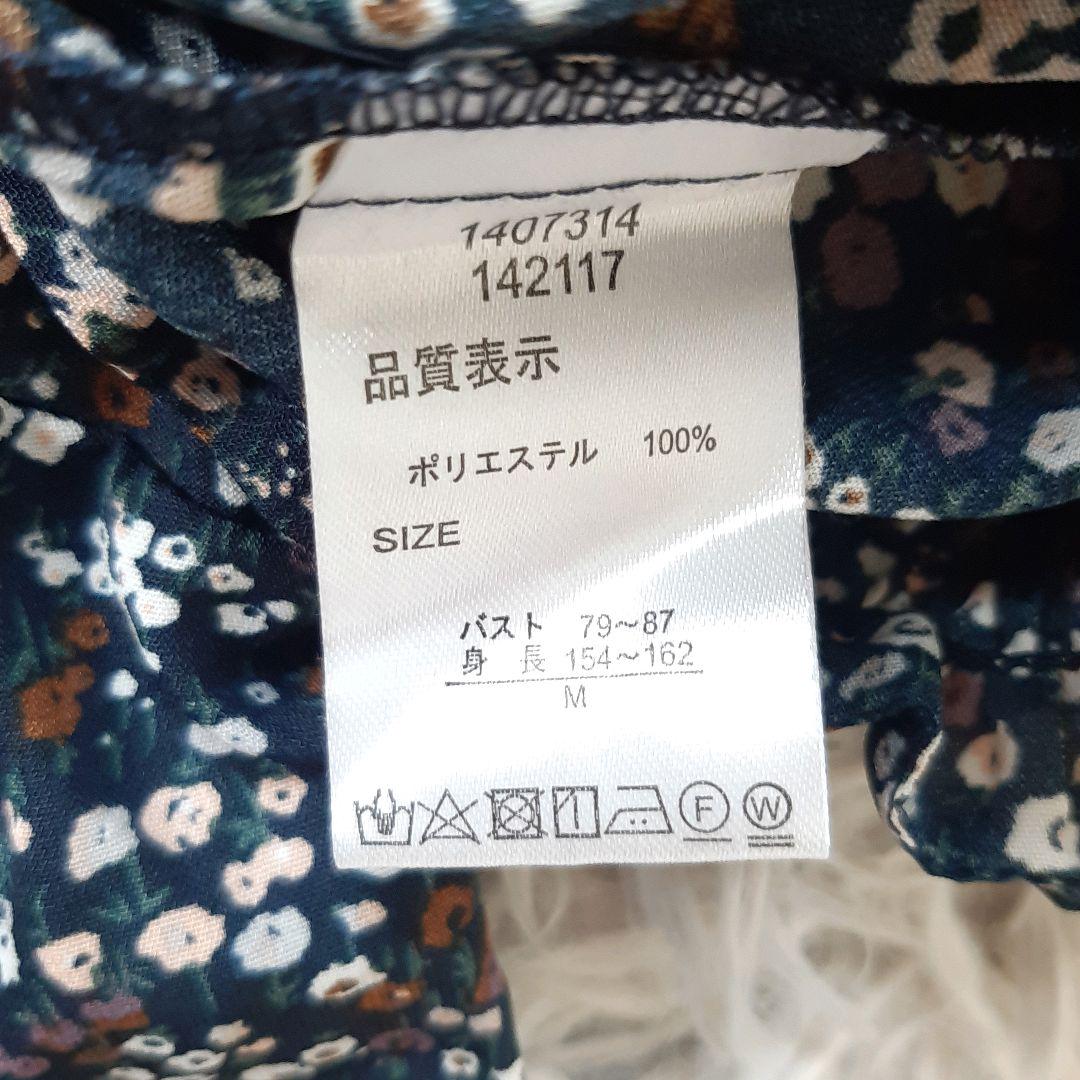 1407314
142117
品質表示
ポリエステル 100%
SIZE
バスト 79～87
身 長 154～162
M
F W